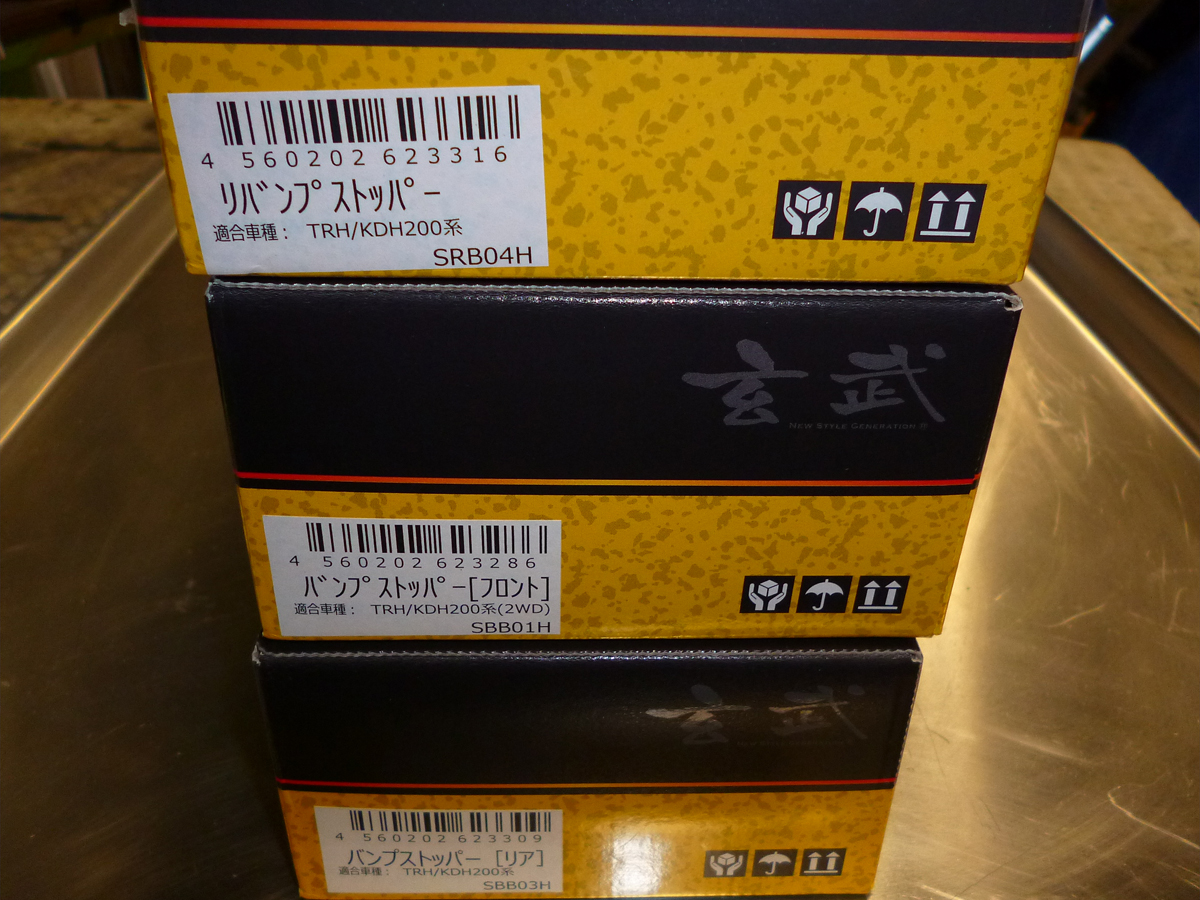 4 560202 623316
ﾘﾊﾞﾝﾌﾟｽﾄｯﾊﾟｰ
適合車種： TRH/KDH200系
SRB04H
玄武
NEW STYLE GENERATION
4 560202 623286
ﾊﾞﾝﾌﾟｽﾄｯﾊﾟｰ[フロント]
適合車種： TRH/KDH200系(2WD)
SBB01H
玄武
4 560202 623309
バンプストッパー [リア]
適合車種： TRH/KDH200系
SBB03H